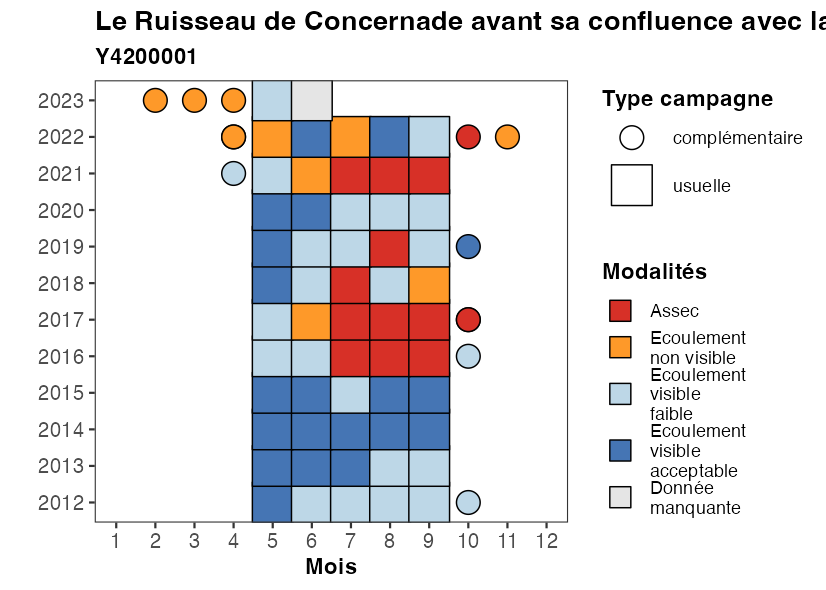 Le Ruisseau de Concernade avant sa confluence avec la
Y4200001
2023
2022
2021
2020
2019
2018
2017
2016
2015
2014
2013
2012
1 2 3 4 5 6 7 8 9 10 11 12
Mois
Type campagne
complémentaire
usuelle
Modalités
Assec
Ecoulement
non visible
Ecoulement
visible
faible
Ecoulement
visible
acceptable
Donnée
manquante